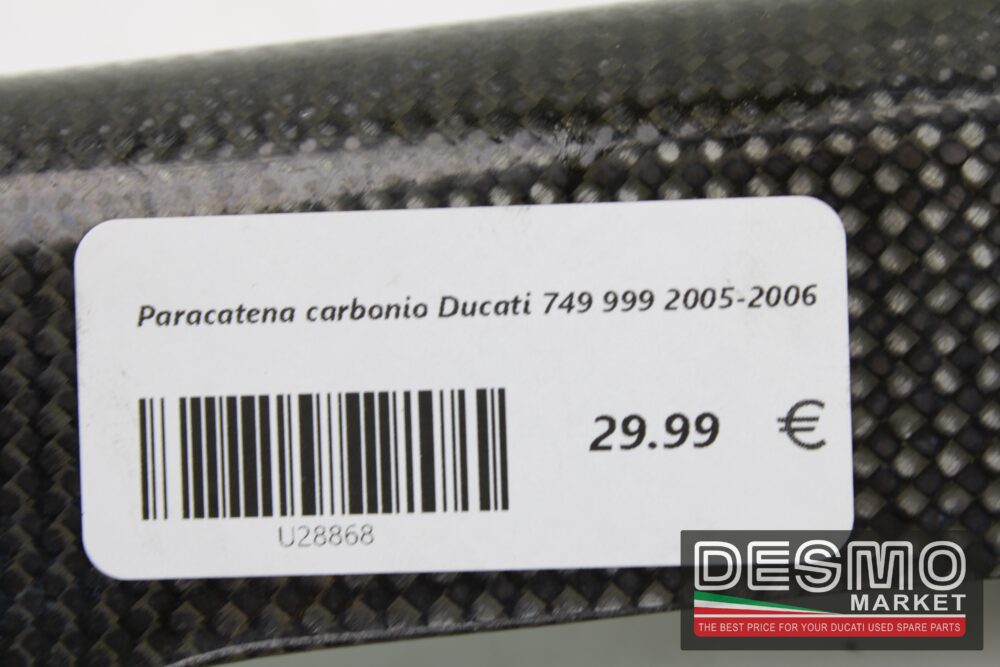 Paracatena carbonio Ducati 749 999 2005-2006
29.99 €
U28868
DESMO
MARKET
THE BEST PRICE FOR YOUR DUCATI USED SPARE PARTS